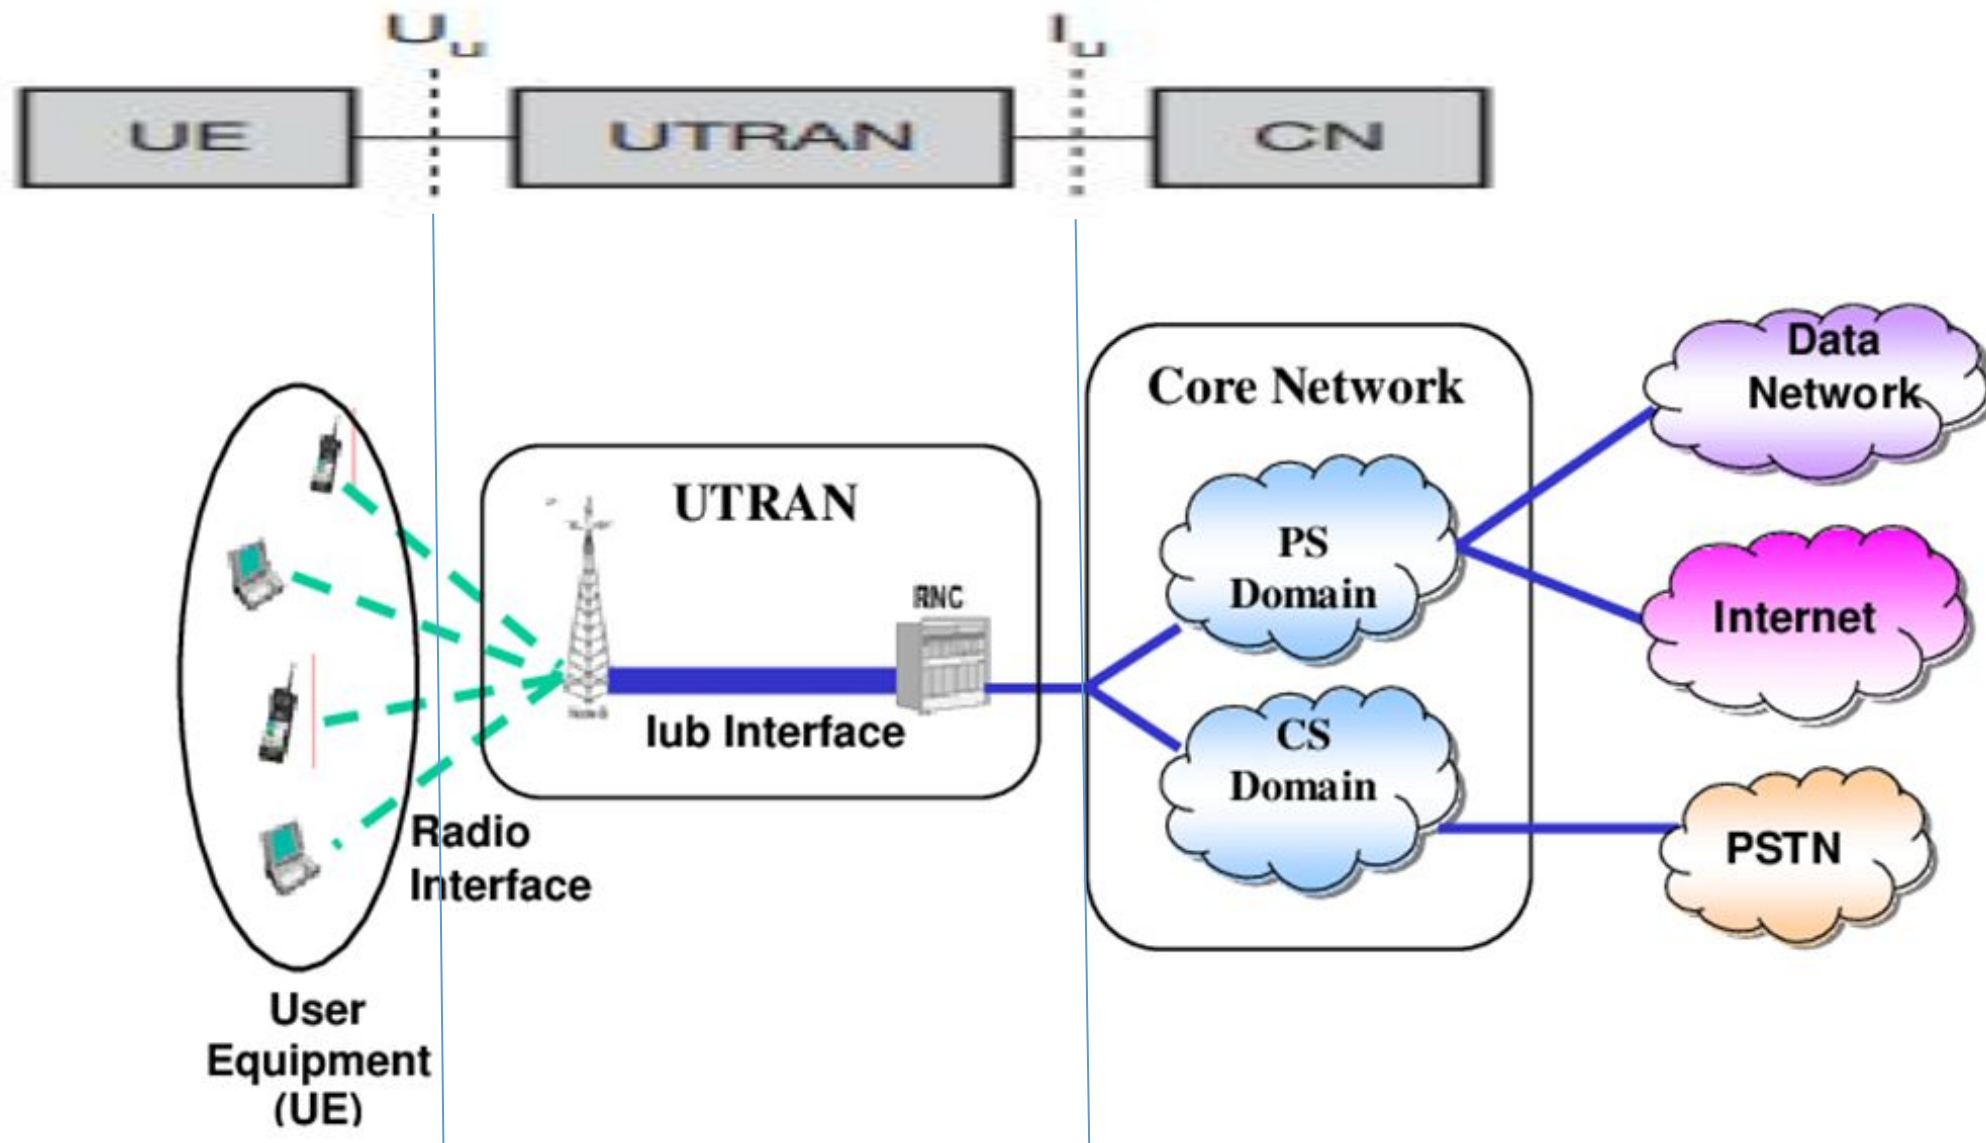 Uu
Iu
UE
UTRAN
CN
Core Network
Data
Network
UTRAN
PS
Domain
RNC
Internet
Iub Interface
CS
Domain
Radio
Interface
PSTN
User
Equipment
(UE)